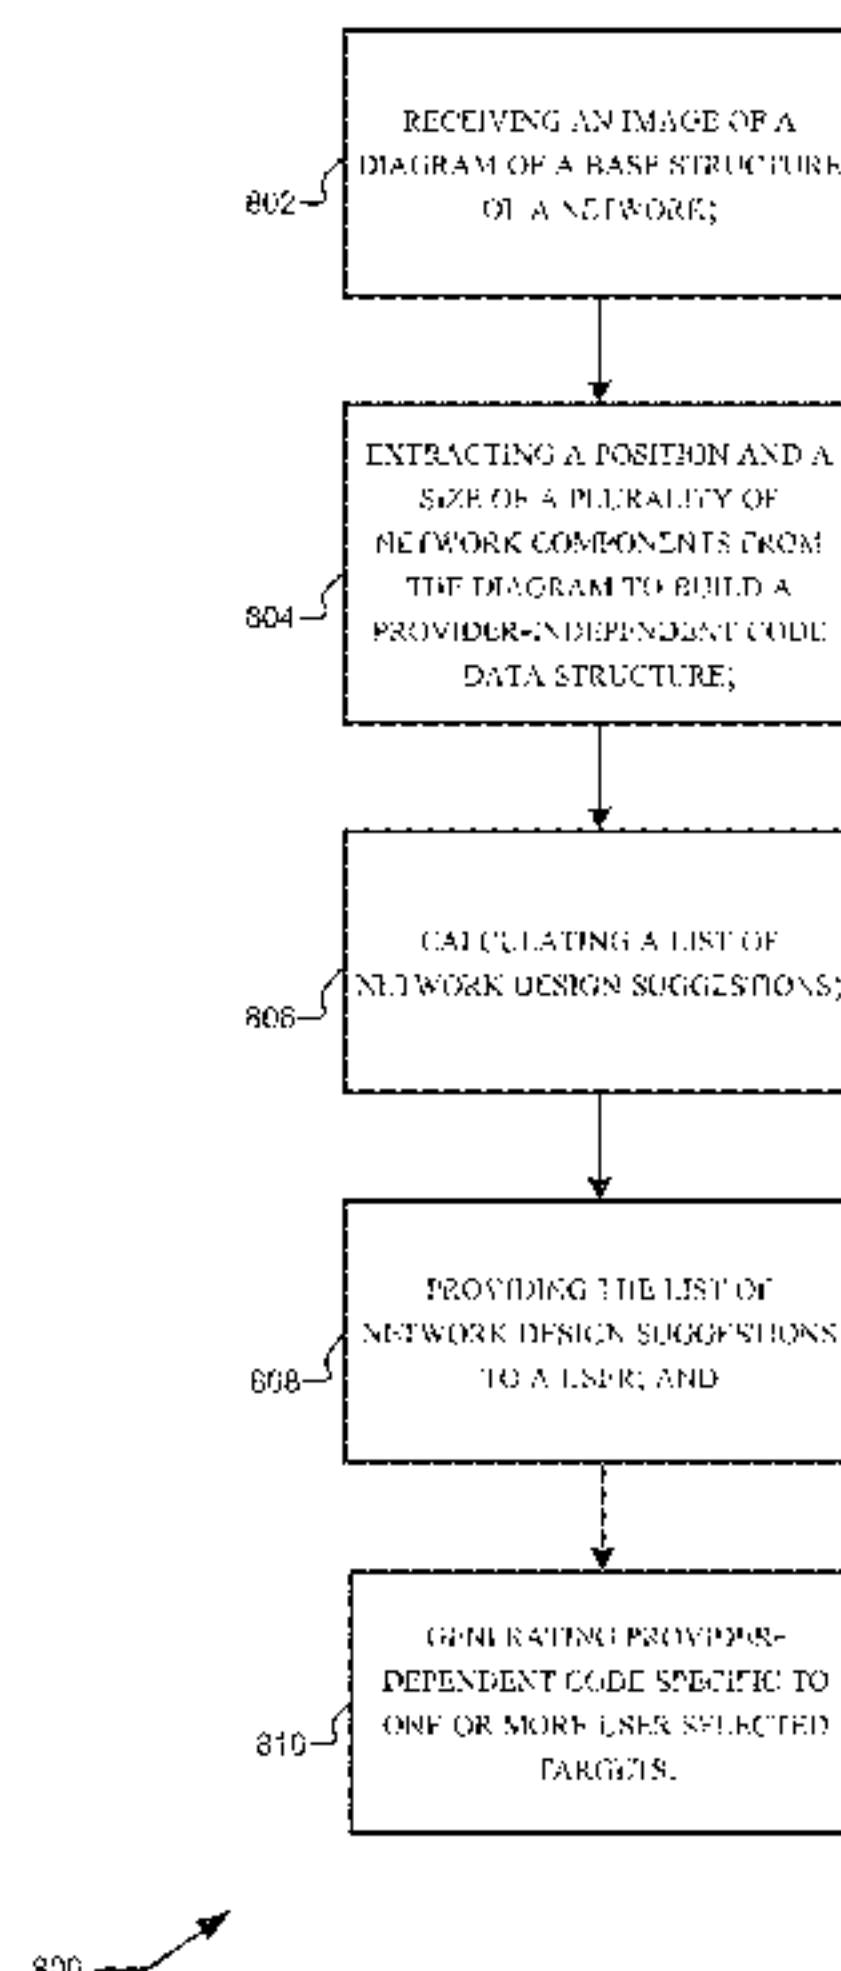 RECEIVING AN IMAGE OF A
DIAGRAM OF A BASE STRUCTURE
OF A NETWORK;
802
EXTRACTING A POSITION AND A
SIZE OF A PLURALITY OF
NETWORK COMPONENTS FROM
THE DIAGRAM TO BUILD A
PROVIDER-INDEPENDENT CODE
DATA STRUCTURE;
804
CALCULATING A LIST OF
NETWORK DESIGN SUGGESTIONS;
806
PROVIDING THE LIST OF
NETWORK DESIGN SUGGESTIONS
TO A USER; AND
808
GENERATING PROVIDER-
DEPENDENT CODE SPECIFIC TO
ONE OR MORE USER SELECTED
TARGETS.
810
800